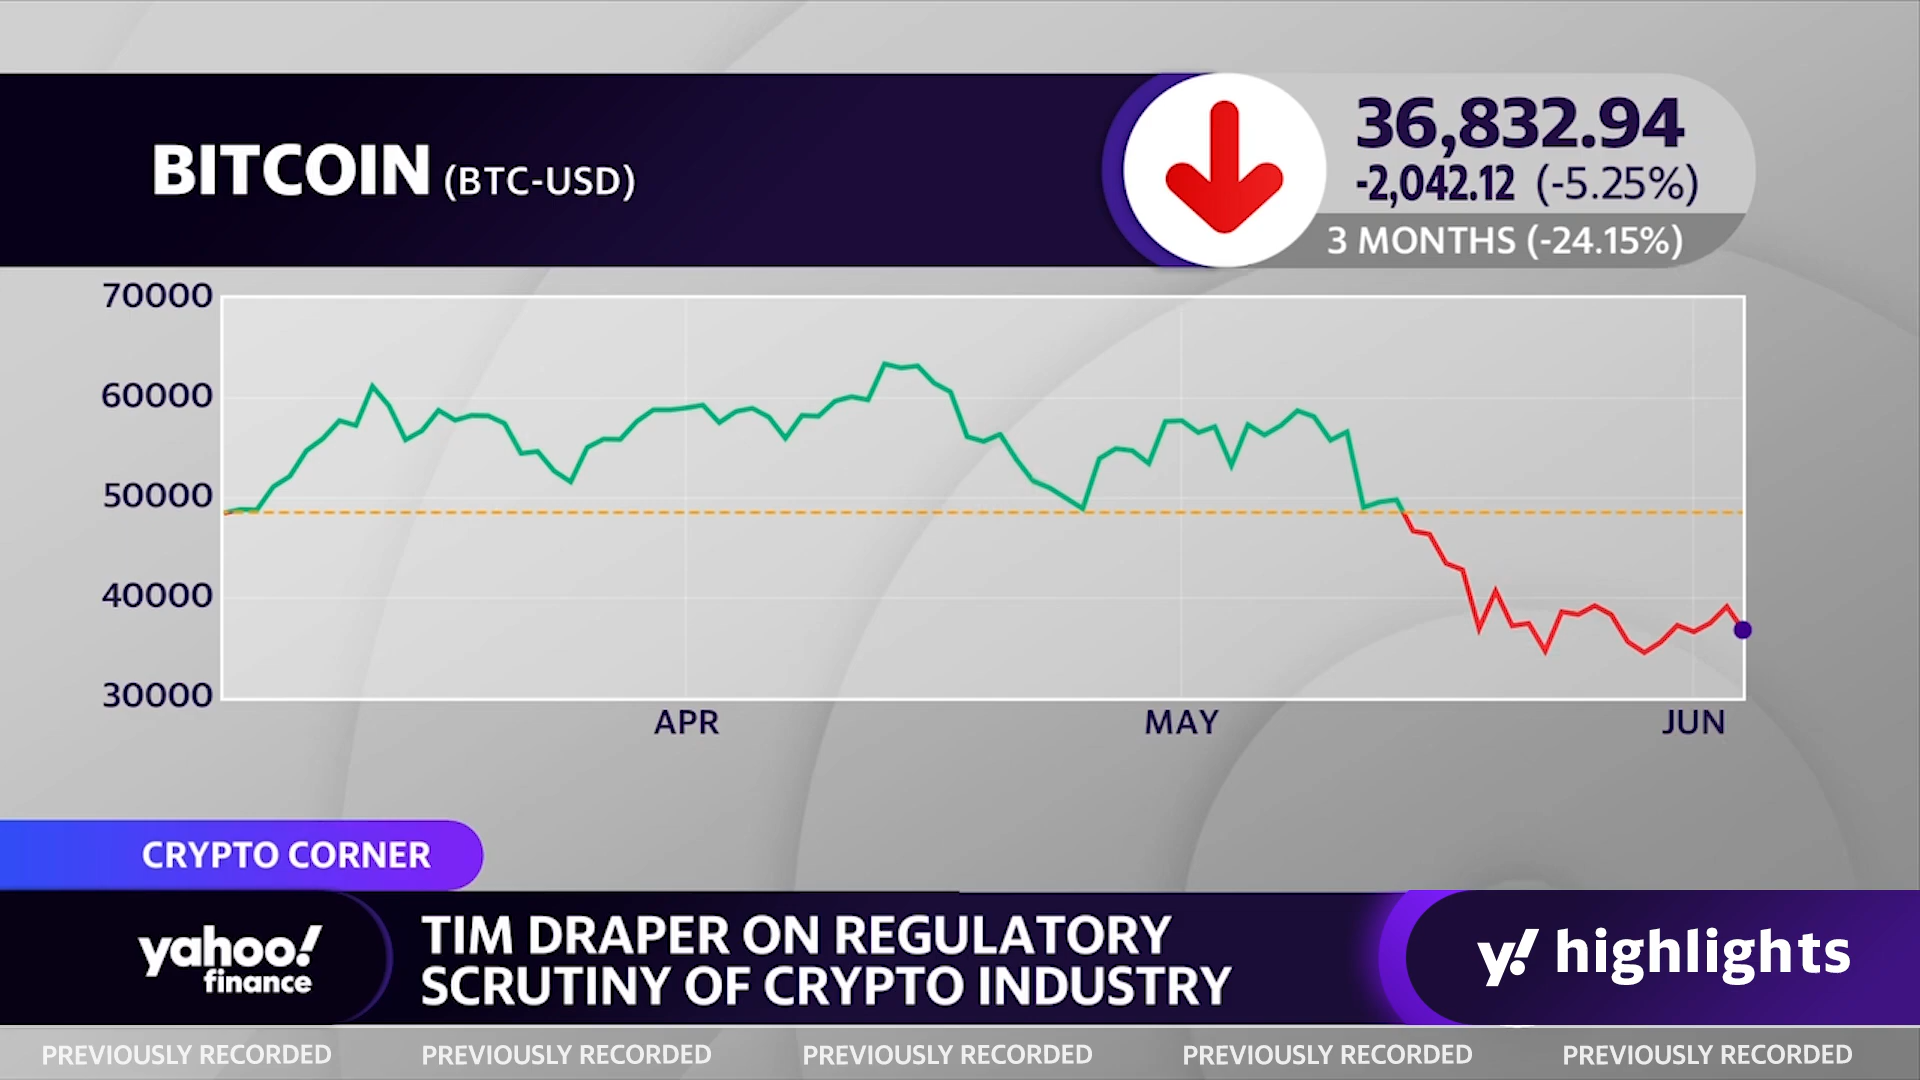 BITCOIN (BTC-USD)
36,832.94
-2,042.12 (-5.25%)
3 MONTHS (-24.15%)
70000
60000
50000
40000
30000
APR MAY JUN
CRYPTO CORNER
yahoo!
finance
TIM DRAPER ON REGULATORY
SCRUTINY OF CRYPTO INDUSTRY
y! highlights
PREVIOUSLY RECORDED PREVIOUSLY RECORDED PREVIOUSLY RECORDED PREVIOUSLY RECORDED PREVIOUSLY RECORDED